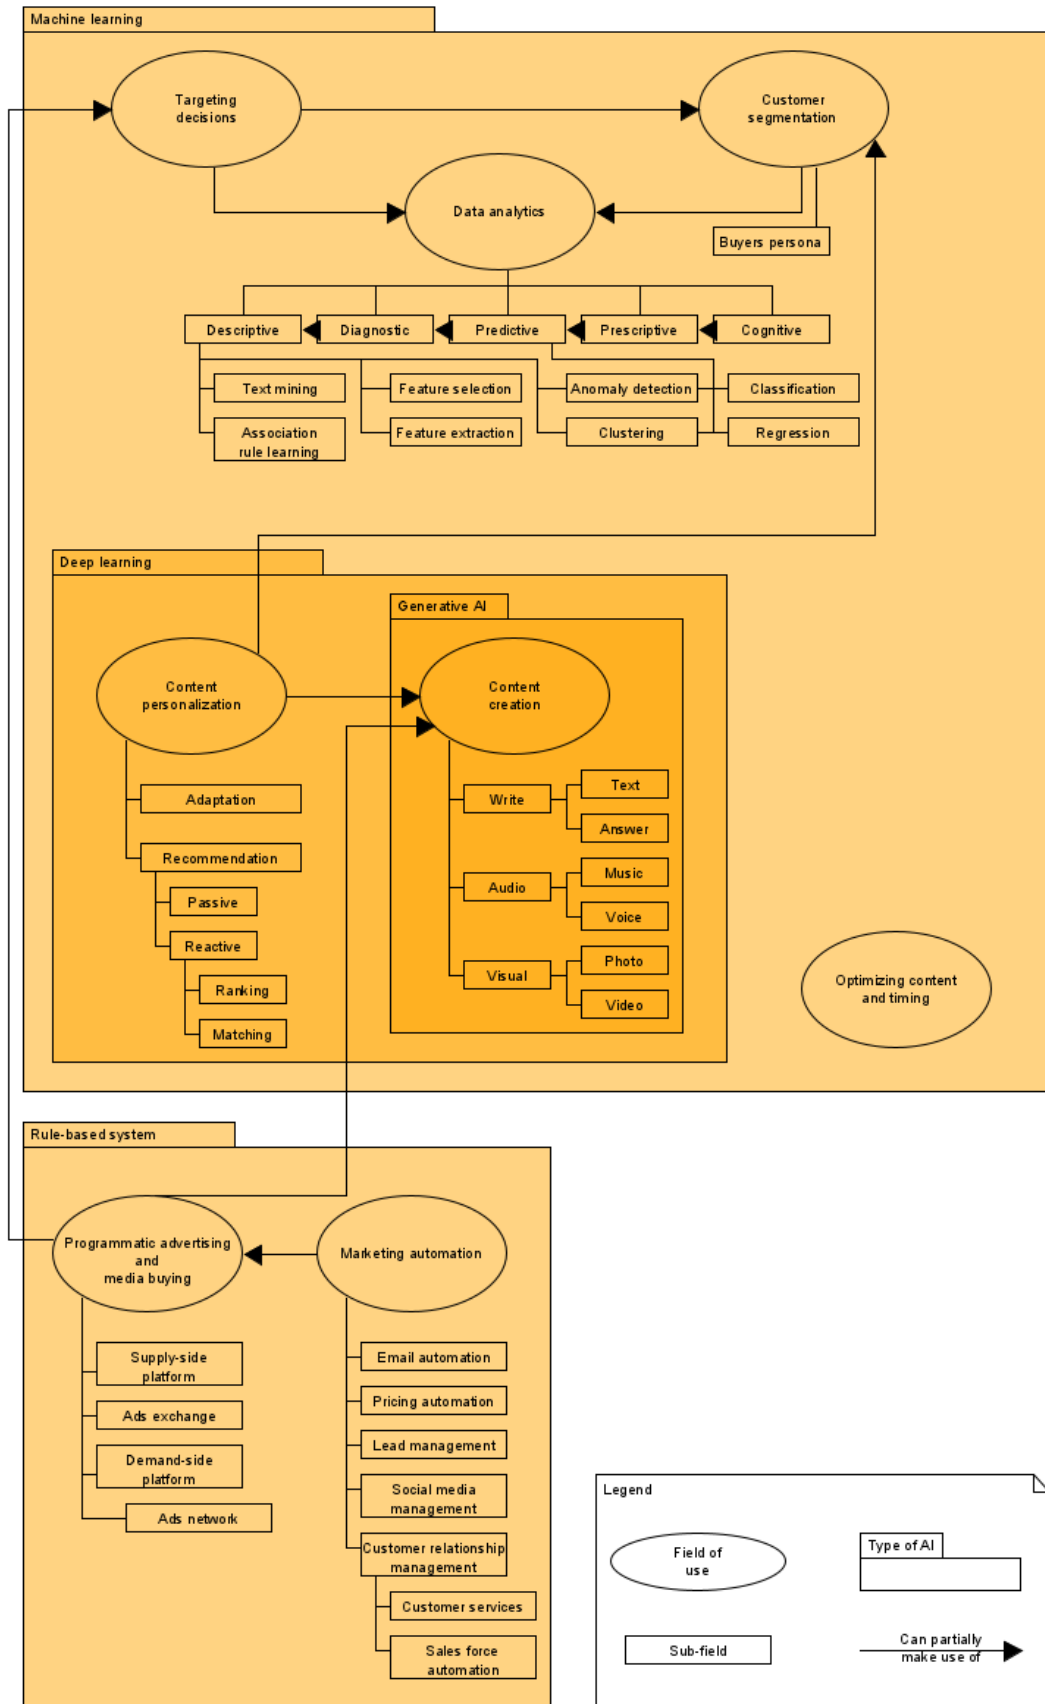 Machine learning
Targeting
decisions
Customer
segmentation
Data analytics
Buyers persona
Descriptive
Diagnostic
Predictive
Prescriptive
Cognitive
Text mining
Feature selection
Anomaly detection
Classification
Association
rule learning
Feature extraction
Clustering
Regression
Deep learning
Generative AI
Content
personalization
Content
creation
Adaptation
Recommendation
Passive
Reactive
Ranking
Matching
Write
Text
Answer
Audio
Music
Voice
Visual
Photo
Video
Optimizing content
and timing
Rule-based system
Programmatic advertising
and
media buying
Marketing automation
Supply-side
platform
Ads exchange
Demand-side
platform
Ads network
Email automation
Pricing automation
Lead management
Social media
management
Customer relationship
management
Customer services
Sales force
automation
Legend
Field of
use
Type of AI
Sub-field
Can partially
make use of